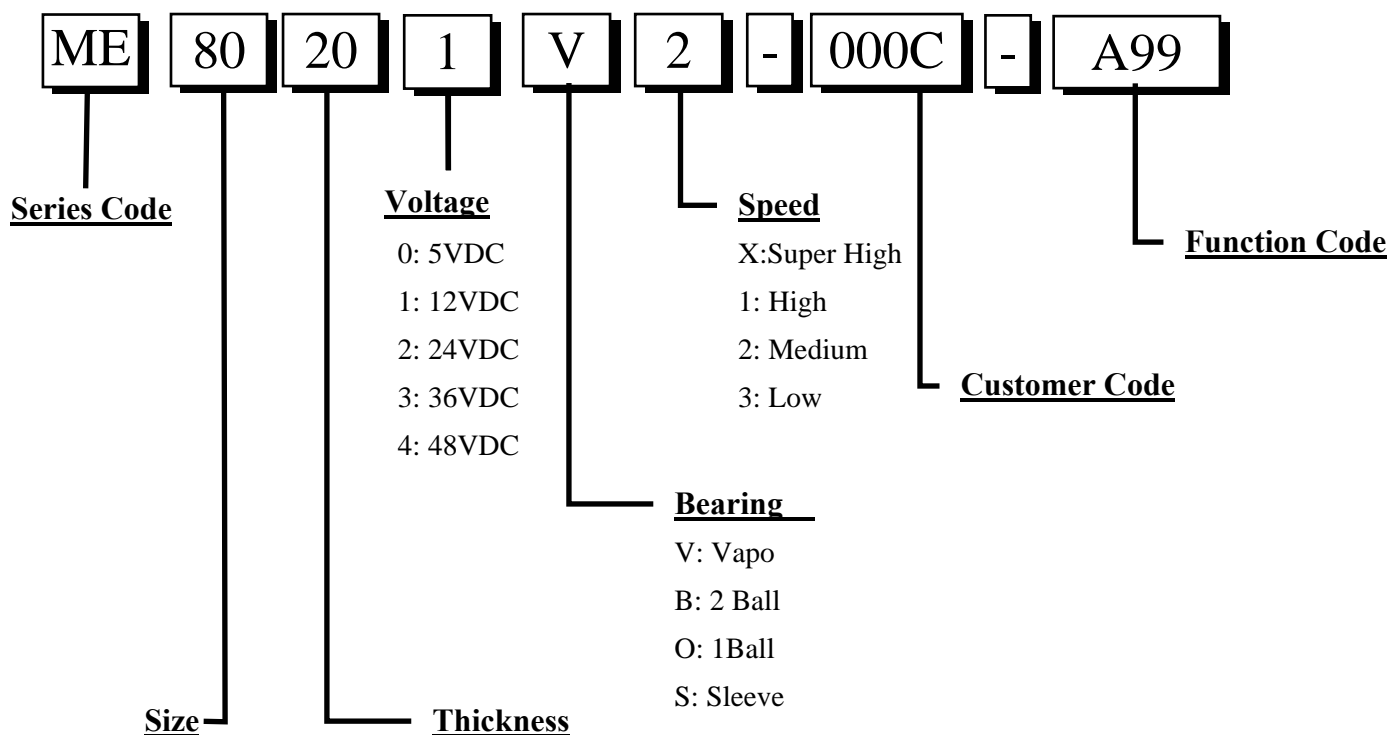 ME 80 20 1 V 2 - 000C - A99
Series Code
Voltage
0: 5VDC
1: 12VDC
2: 24VDC
3: 36VDC
4: 48VDC
Speed
X:Super High
1: High
2: Medium
3: Low
Function Code
Customer Code
Bearing
V: Vapo
B: 2 Ball
O: 1Ball
S: Sleeve
Size
Thickness